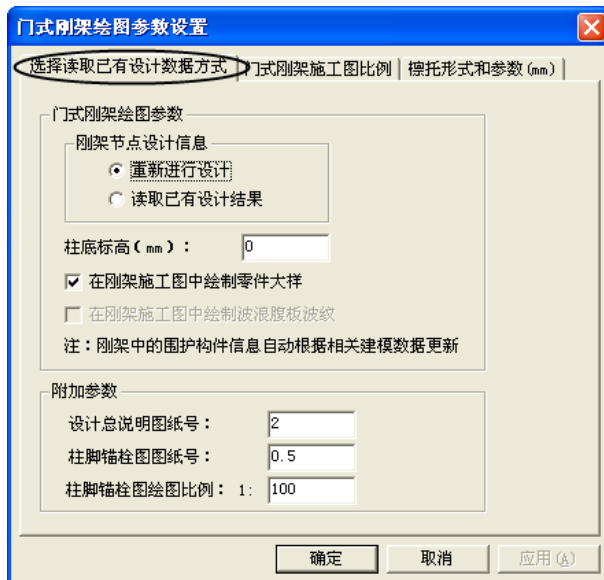 门式刚架绘图参数设置
选择读取已有设计数据方式 门式刚架施工图比例 檩托形式和参数(mm)
门式刚架绘图参数
刚架节点设计信息
重新进行设计
读取已有设计结果
柱底标高(mm): 0
在刚架施工图中绘制零件大样
在刚架施工图中绘制波浪腹板波纹
注:刚架中的围护构件信息自动根据相关建模数据更新
附加参数
设计总说明图纸号: 2
柱脚锚栓图图纸号: 0.5
柱脚锚栓图绘图比例: 1: 100
确定 取消 应用(A)